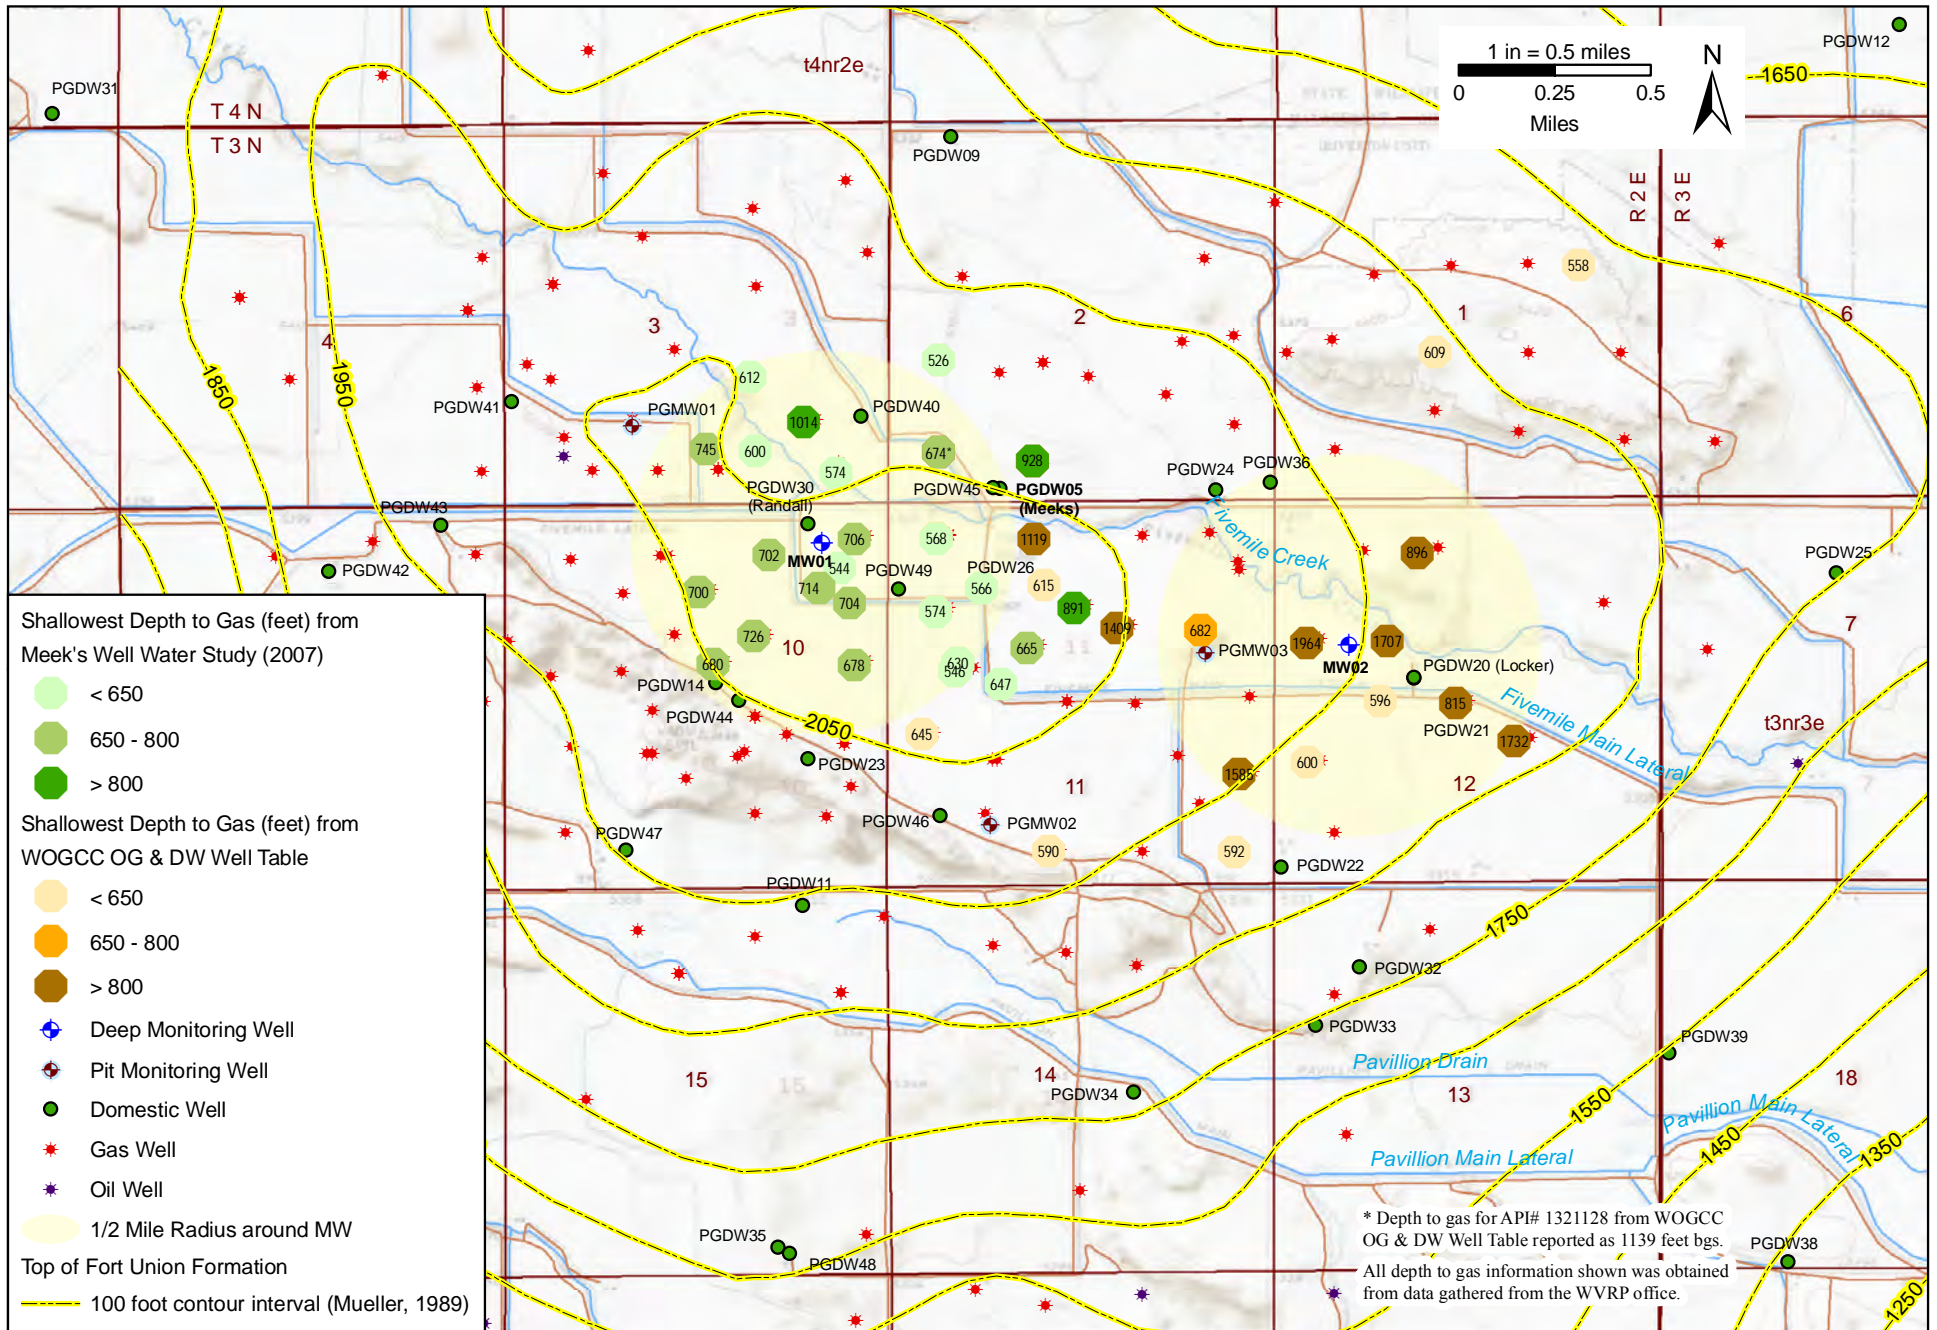 PGDW12
1 in = 0.5 miles
N
0
0.25
0.5
Miles
1650
t4nr2e
PGDW31
T 4 N
T 3 N
PGDW09
R 2 E
R 3 E
558
3
2
1
6
4
609
526
612
1850
1950
PGDW41
PGMW01
PGDW40
1014
745
600
574
674*
928
PGDW24
PGDW36
PGDW30
(Randall)
PGDW45
PGDW05
(Meeks)
PGDW43
Fivemile Creek
706
568
1119
896
702
MW01
544
PGDW42
PGDW49
PGDW26
PGDW25
700
714
704
574
566
615
891
1409
682
1964
1707
MW02
PGMW03
PGDW20 (Locker)
7
726
10
665
11
680
678
630
546
647
PGDW14
PGDW44
596
815
PGDW21
1732
Fivemile Main Lateral
t3nr3e
2050
645
PGDW23
600
1585
11
12
PGDW46
PGMW02
PGDW47
590
592
PGDW22
PGDW11
1750
PGDW32
PGDW33
PGDW39
Pavillion Drain
15
15
14
13
18
PGDW34
1550
Pavillion Main Lateral
Pavillion Main Lateral
1450
1350
PGDW35
PGDW48
PGDW38
1250
* Depth to gas for API# 1321128 from WOGCC
OG & DW Well Table reported as 1139 feet bgs.
All depth to gas information shown was obtained
from data gathered from the WVRP office.
Shallowest Depth to Gas (feet) from
Meek's Well Water Study (2007)
< 650
650 - 800
> 800
Shallowest Depth to Gas (feet) from
WOGCC OG & DW Well Table
< 650
650 - 800
> 800
Deep Monitoring Well
Pit Monitoring Well
Domestic Well
Gas Well
Oil Well
1/2 Mile Radius around MW
Top of Fort Union Formation
100 foot contour interval (Mueller, 1989)